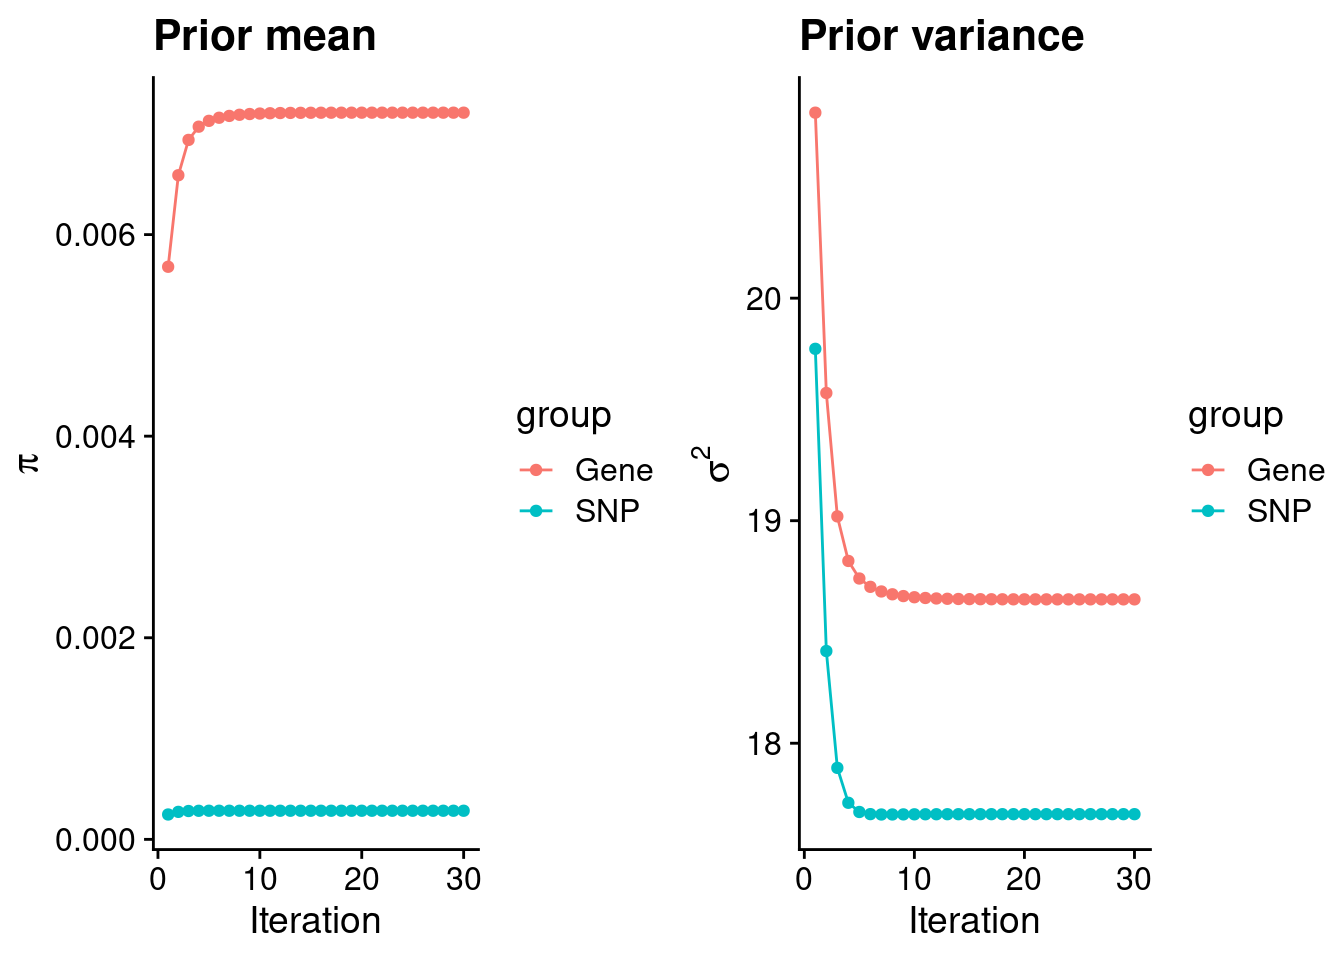 Prior mean
π
0.006
0.004
0.002
0.000
0
10
20
30
Iteration
group
Gene
SNP
Prior variance
σ²
20
19
18
0
10
20
30
Iteration
group
Gene
SNP